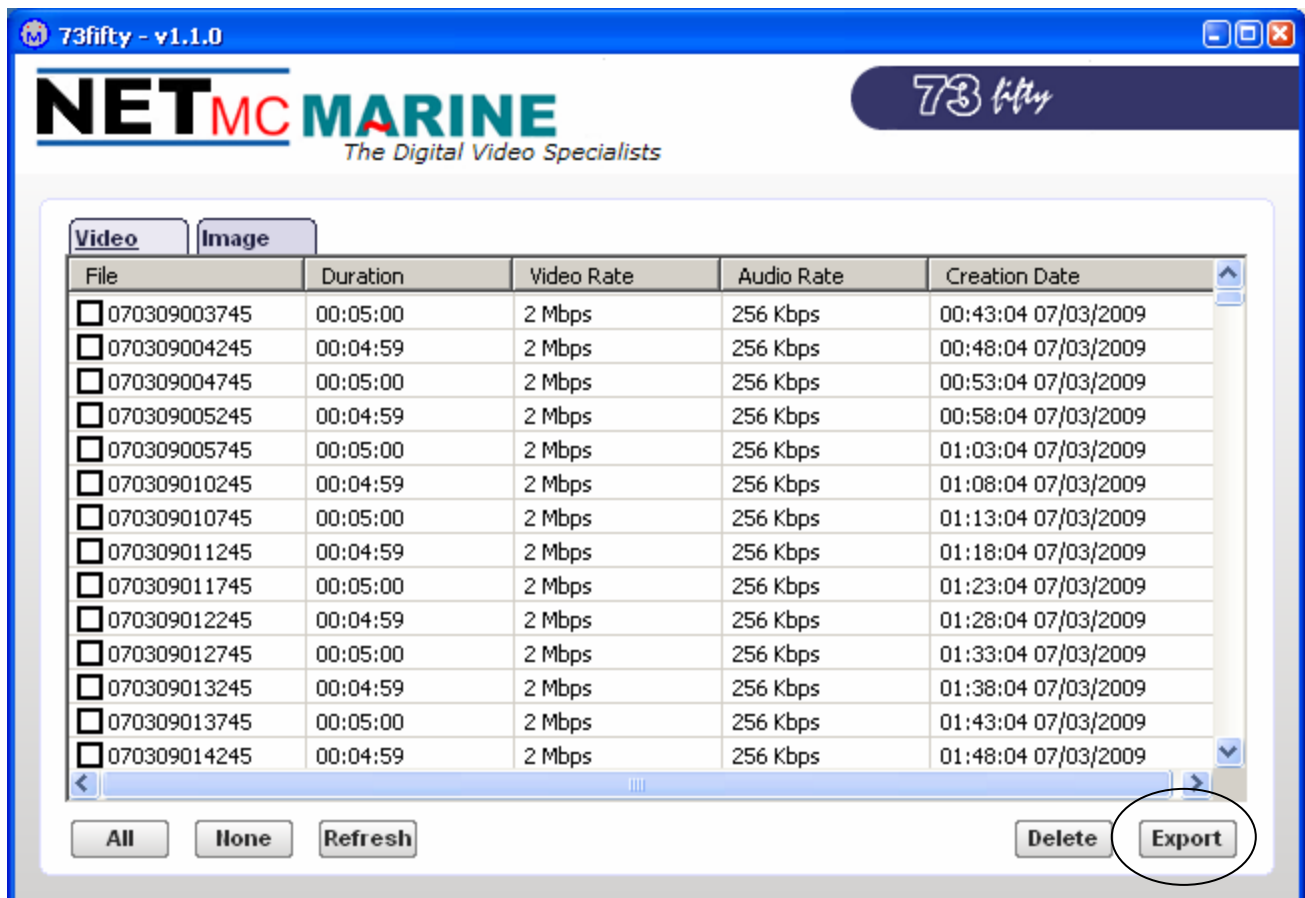 73fifty - v1.1.0
NETMC MARINE
73 fifty
The Digital Video Specialists
Video Image
File Duration Video Rate Audio Rate Creation Date
070309003745 00:05:00 2 Mbps 256 Kbps 00:43:04 07/03/2009
070309004245 00:04:59 2 Mbps 256 Kbps 00:48:04 07/03/2009
070309004745 00:05:00 2 Mbps 256 Kbps 00:53:04 07/03/2009
070309005245 00:04:59 2 Mbps 256 Kbps 00:58:04 07/03/2009
070309005745 00:05:00 2 Mbps 256 Kbps 01:03:04 07/03/2009
070309010245 00:04:59 2 Mbps 256 Kbps 01:08:04 07/03/2009
070309010745 00:05:00 2 Mbps 256 Kbps 01:13:04 07/03/2009
070309011245 00:04:59 2 Mbps 256 Kbps 01:18:04 07/03/2009
070309011745 00:05:00 2 Mbps 256 Kbps 01:23:04 07/03/2009
070309012245 00:04:59 2 Mbps 256 Kbps 01:28:04 07/03/2009
070309012745 00:05:00 2 Mbps 256 Kbps 01:33:04 07/03/2009
070309013245 00:04:59 2 Mbps 256 Kbps 01:38:04 07/03/2009
070309013745 00:05:00 2 Mbps 256 Kbps 01:43:04 07/03/2009
070309014245 00:04:59 2 Mbps 256 Kbps 01:48:04 07/03/2009
All None Refresh Delete Export